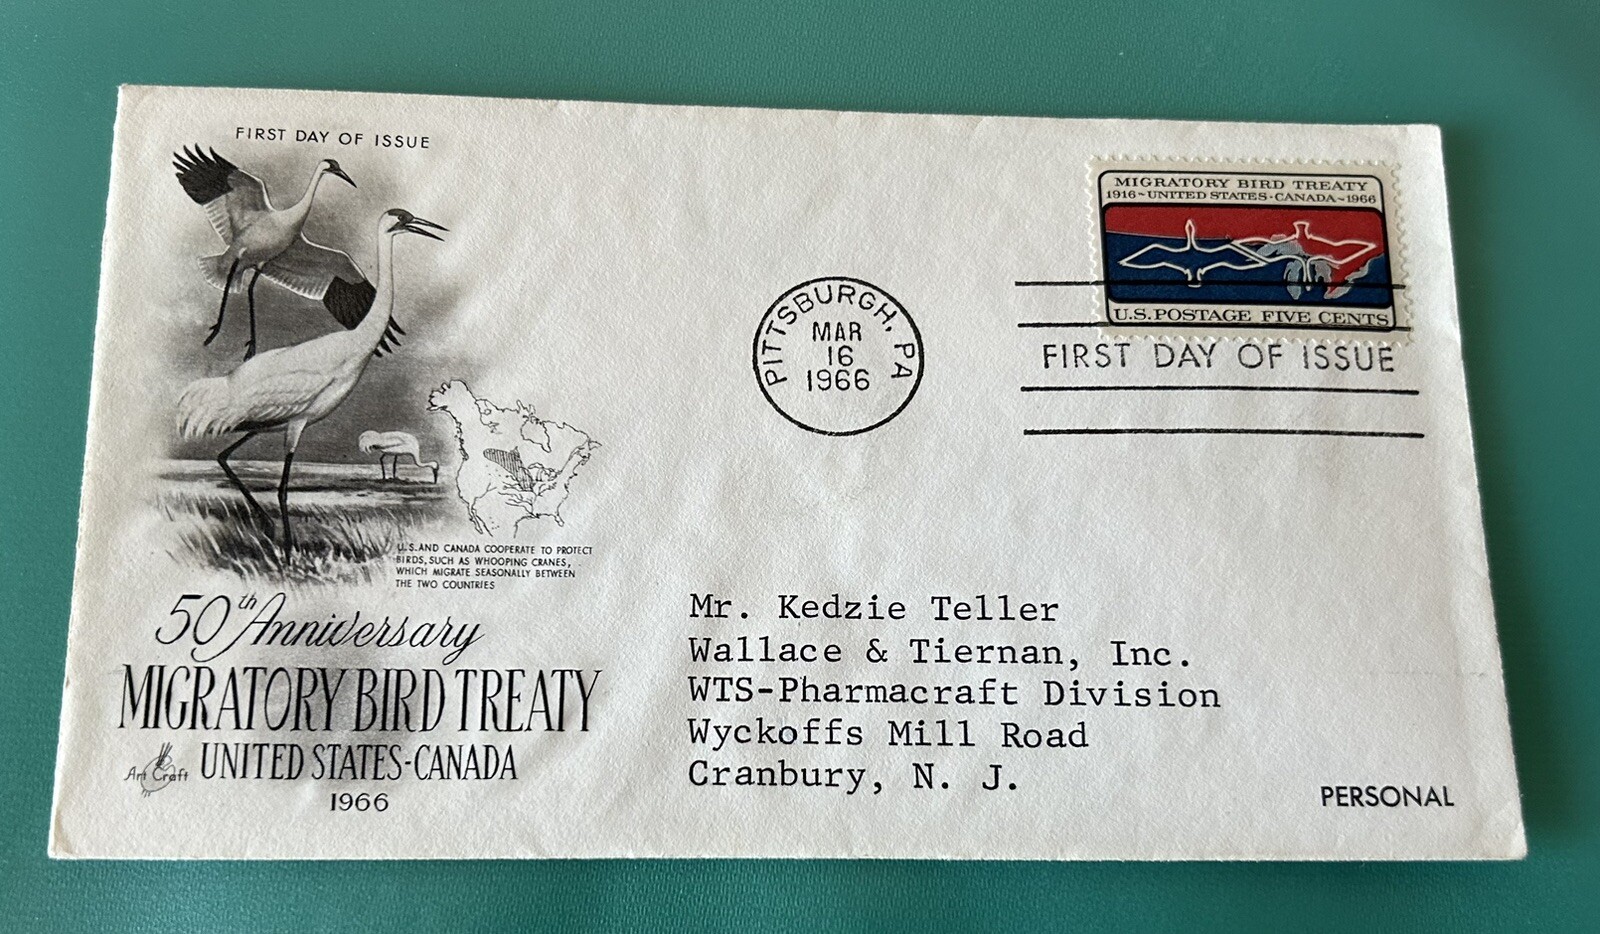 FIRST DAY OF ISSUE
MIGRATORY BIRD TREATY
1916~UNITED STATES·CANADA~1966
U.S. POSTAGE FIVE CENTS
PITTSBURGH, PA
MAR
16
1966
FIRST DAY OF ISSUE
U.S. AND CANADA COOPERATE TO PROTECT
BIRDS, SUCH AS WHOOPING CRANES,
WHICH MIGRATE SEASONALLY BETWEEN
THE TWO COUNTRIES
50th Anniversary
MIGRATORY BIRD TREATY
UNITED STATES-CANADA
1966
Art Craft
Mr. Kedzie Teller
Wallace & Tiernan, Inc.
WTS-Pharmacraft Division
Wyckoffs Mill Road
Cranbury, N. J.
PERSONAL